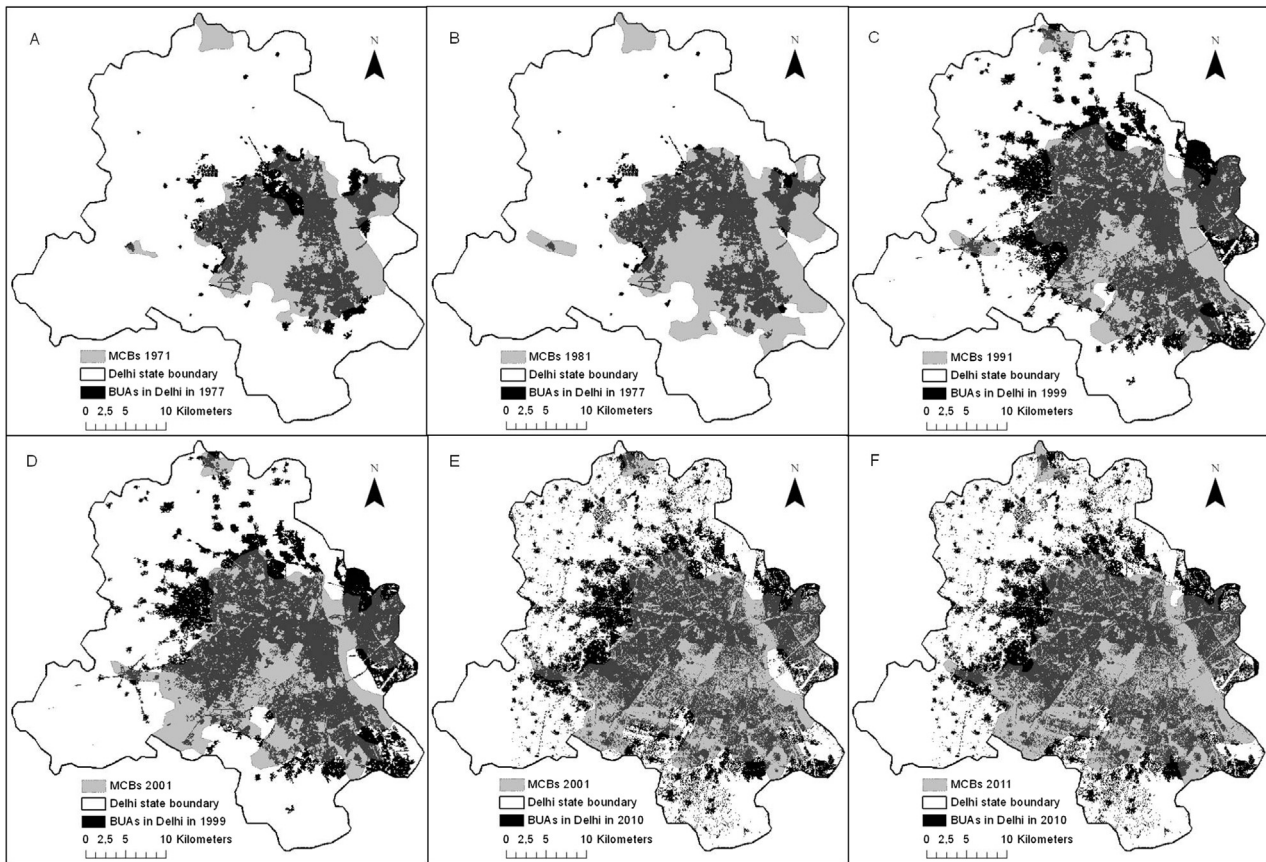 A
N
MCBs 1971
Delhi state boundary
BUAs in Delhi in 1977
0 2,5 5 10 Kilometers
B
N
MCBs 1981
Delhi state boundary
BUAs in Delhi in 1977
0 2,5 5 10 Kilometers
C
N
MCBs 1991
Delhi state boundary
BUAs in Delhi in 1999
0 2,5 5 10 Kilometers
D
N
MCBs 2001
Delhi state boundary
BUAs in Delhi in 1999
0 2,5 5 10 Kilometers
E
N
MCBs 2001
Delhi state boundary
BUAs in Delhi in 2010
0 2,5 5 10 Kilometers
F
N
MCBs 2011
Delhi state boundary
BUAs in Delhi in 2010
0 2,5 5 10 Kilometers